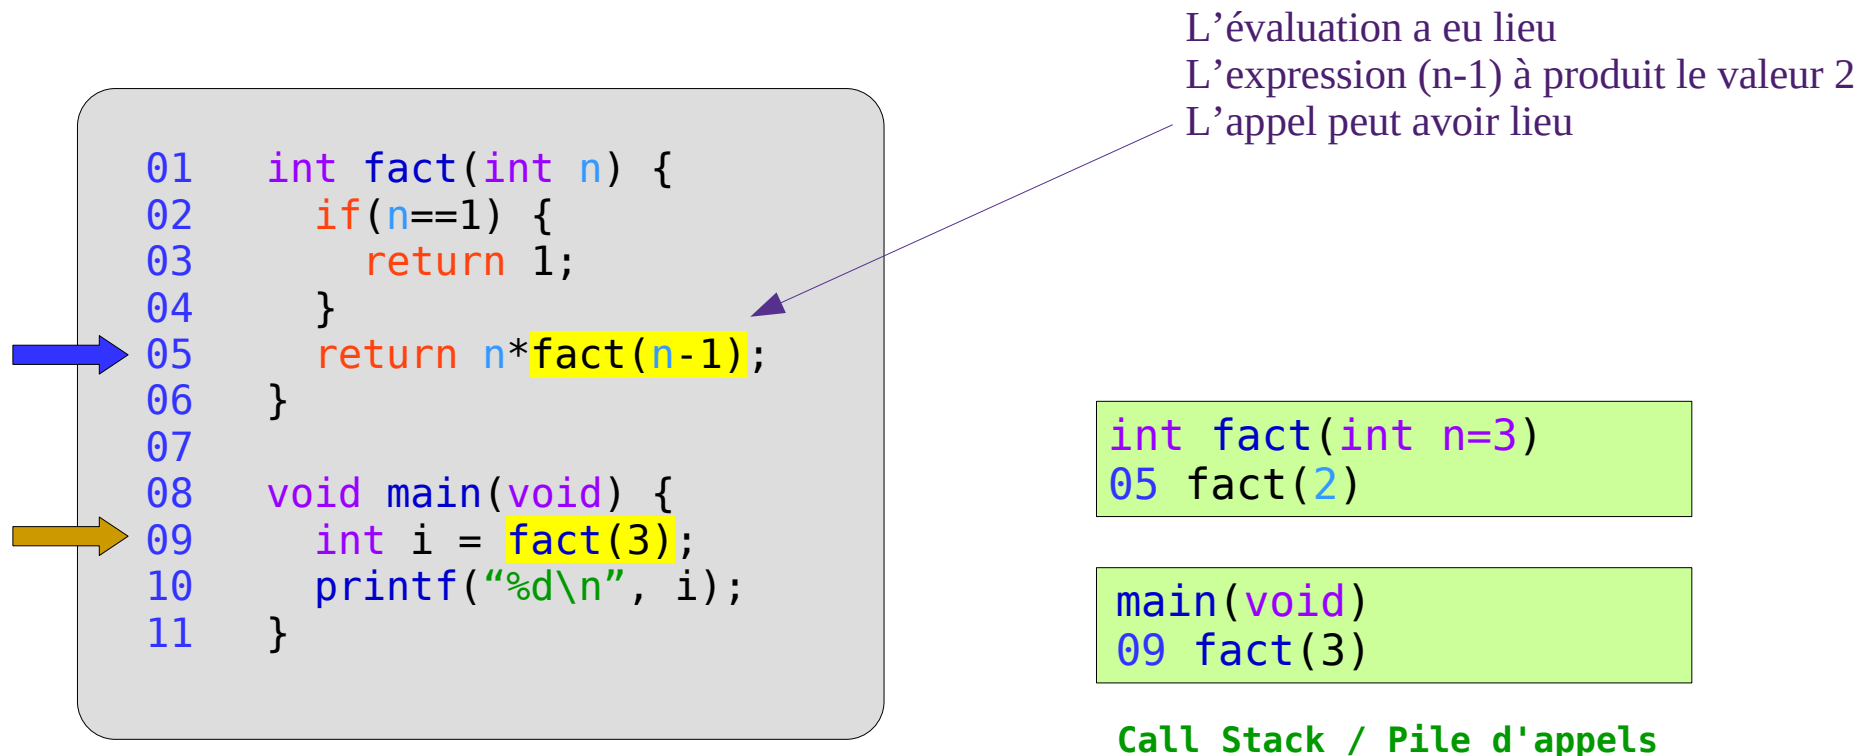 L’évaluation a eu lieu
L’expression (n-1) à produit le valeur 2
L’appel peut avoir lieu
01 int fact(int n) {
02 if(n==1) {
03 return 1;
04 }
05 return n*fact(n-1);
06 }
07
08 void main(void) {
09 int i = fact(3);
10 printf(“%d\n”, i);
11 }
int fact(int n=3)
05 fact(2)
main(void)
09 fact(3)
Call Stack / Pile d'appels